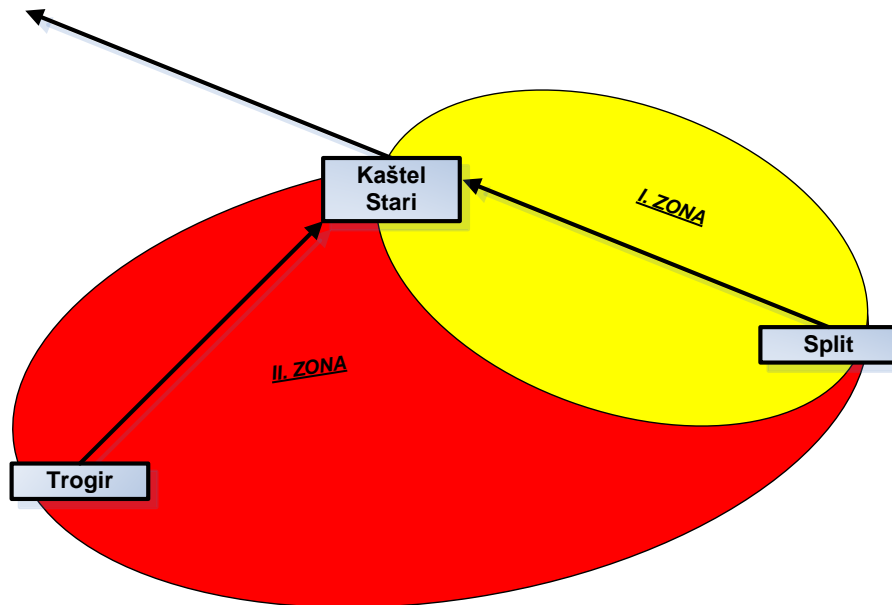 Kaštel
Stari
I. ZONA
Split
II. ZONA
Trogir